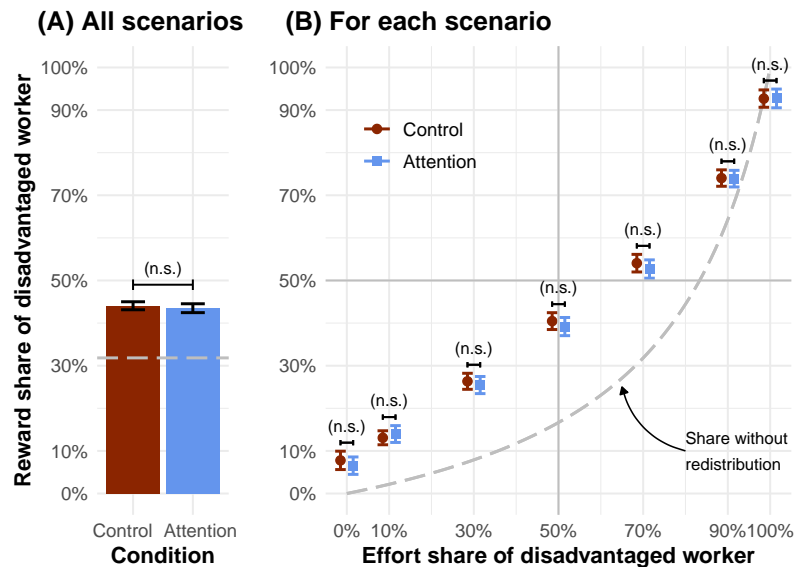 (A) All scenarios
(B) For each scenario
Reward share of disadvantaged worker
100%
90%
70%
50%
30%
10%
0%
(n.s.)
Control
Attention
Condition
100%
90%
70%
50%
30%
10%
0%
Control
Attention
(n.s.)
(n.s.)
(n.s.)
(n.s.)
(n.s.)
(n.s.)
(n.s.)
Share without
redistribution
0%
10%
30%
50%
70%
90%
100%
Effort share of disadvantaged worker